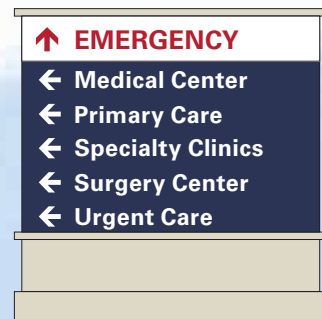 ↑ EMERGENCY
← Medical Center
← Primary Care
← Specialty Clinics
← Surgery Center
← Urgent Care